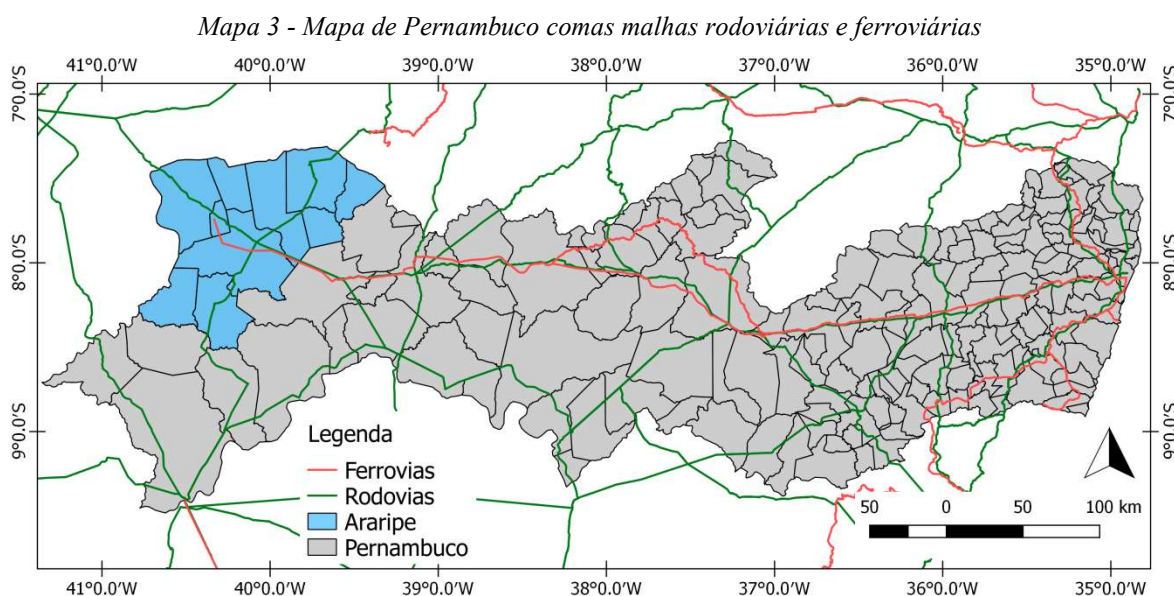 Mapa 3 - Mapa de Pernambuco comas malhas rodoviárias e ferroviárias
41°0.0'W 40°0.0'W 39°0.0'W 38°0.0'W 37°0.0'W 36°0.0'W 35°0.0'W
7°0.0'S 7°0.0'S
8°0.0'S 8°0.0'S
9°0.0'S 9°0.0'S
Legenda
Ferrovias
Rodovias
Araripe
Pernambuco
50 0 50 100 km
41°0.0'W 40°0.0'W 39°0.0'W 38°0.0'W 37°0.0'W 36°0.0'W 35°0.0'W